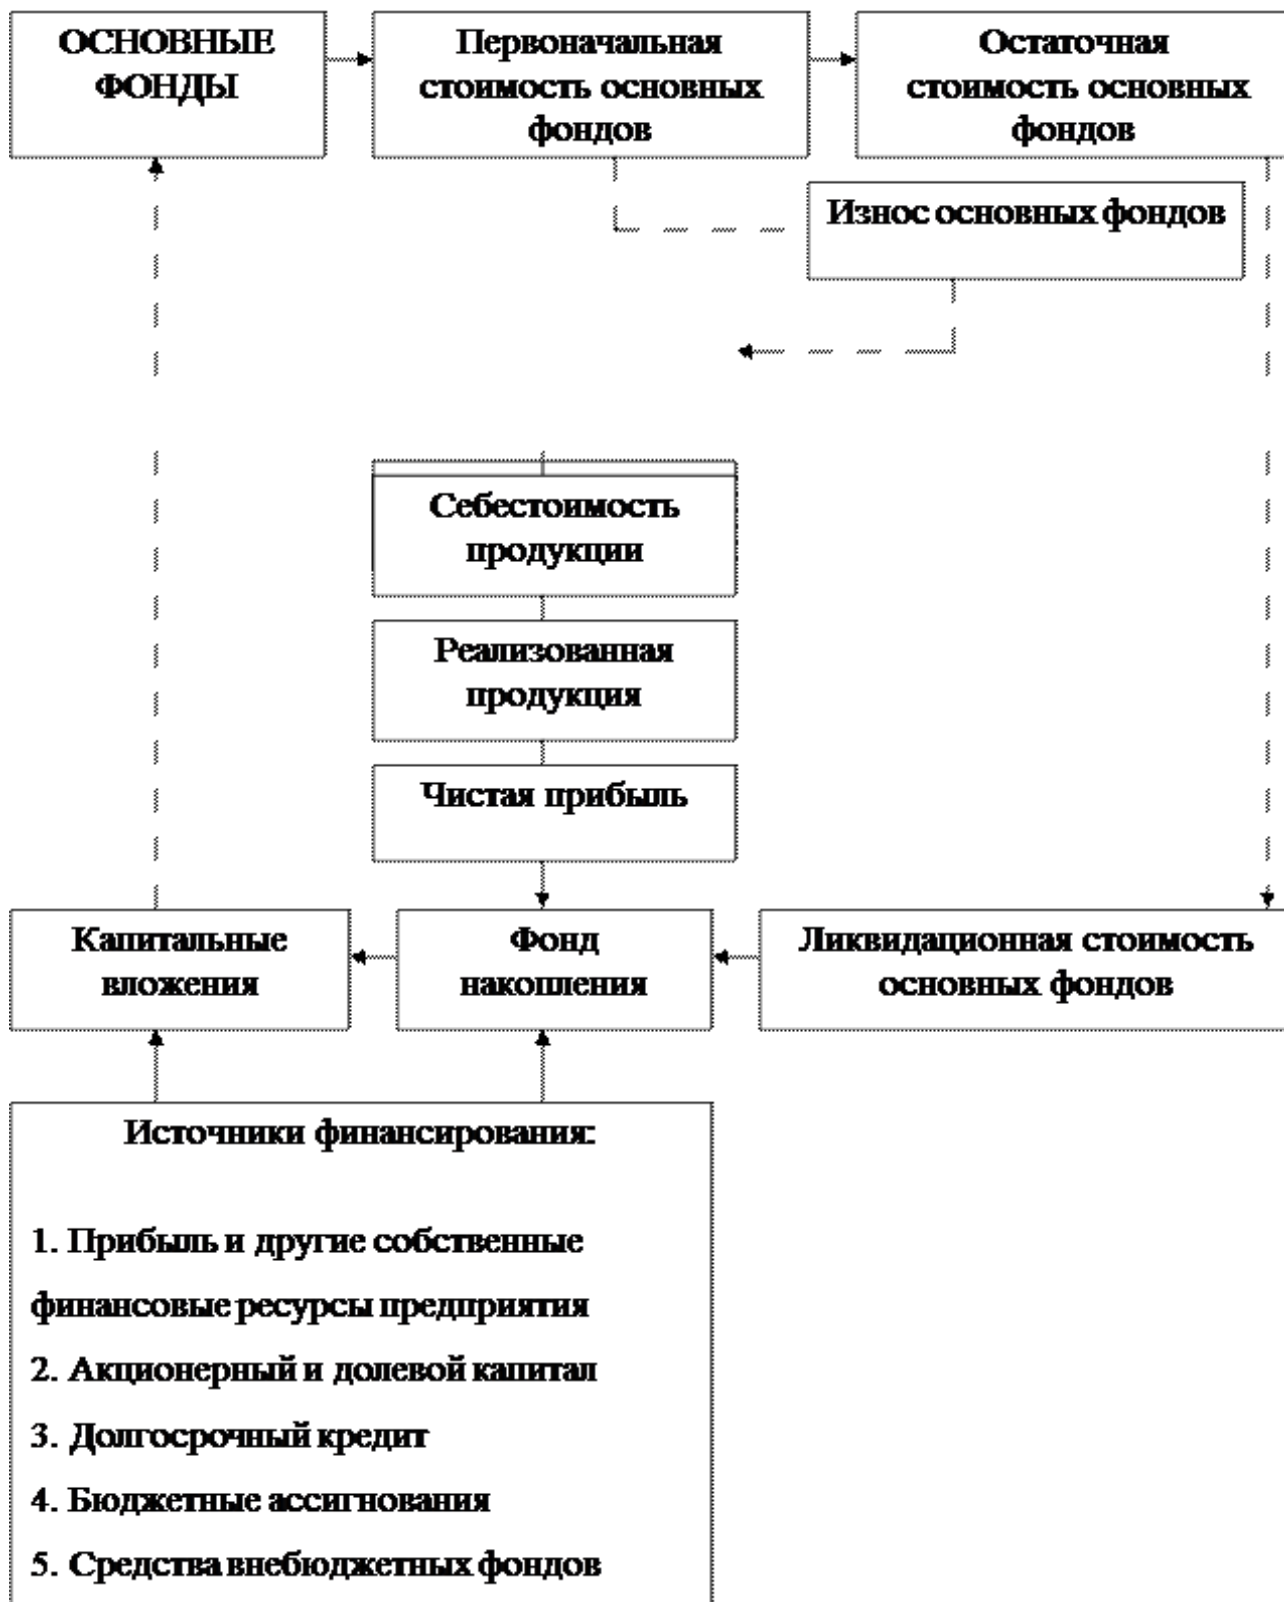 ОСНОВНЫЕ
ФОНДЫ
Первоначальная
стоимость основных
фондов
Остаточная
стоимость основных
фондов
Износ основных фондов
Себестоимость
продукции
Реализованная
продукция
Чистая прибыль
Капитальные
вложения
Фонд
накопления
Ликвидационная стоимость
основных фондов
Источники финансирования:
1. Прибыль и другие собственные
финансовые ресурсы предприятия
2. Акционерный и долевой капитал
3. Долгосрочный кредит
4. Бюджетные ассигнования
5. Средства внебюджетных фондов